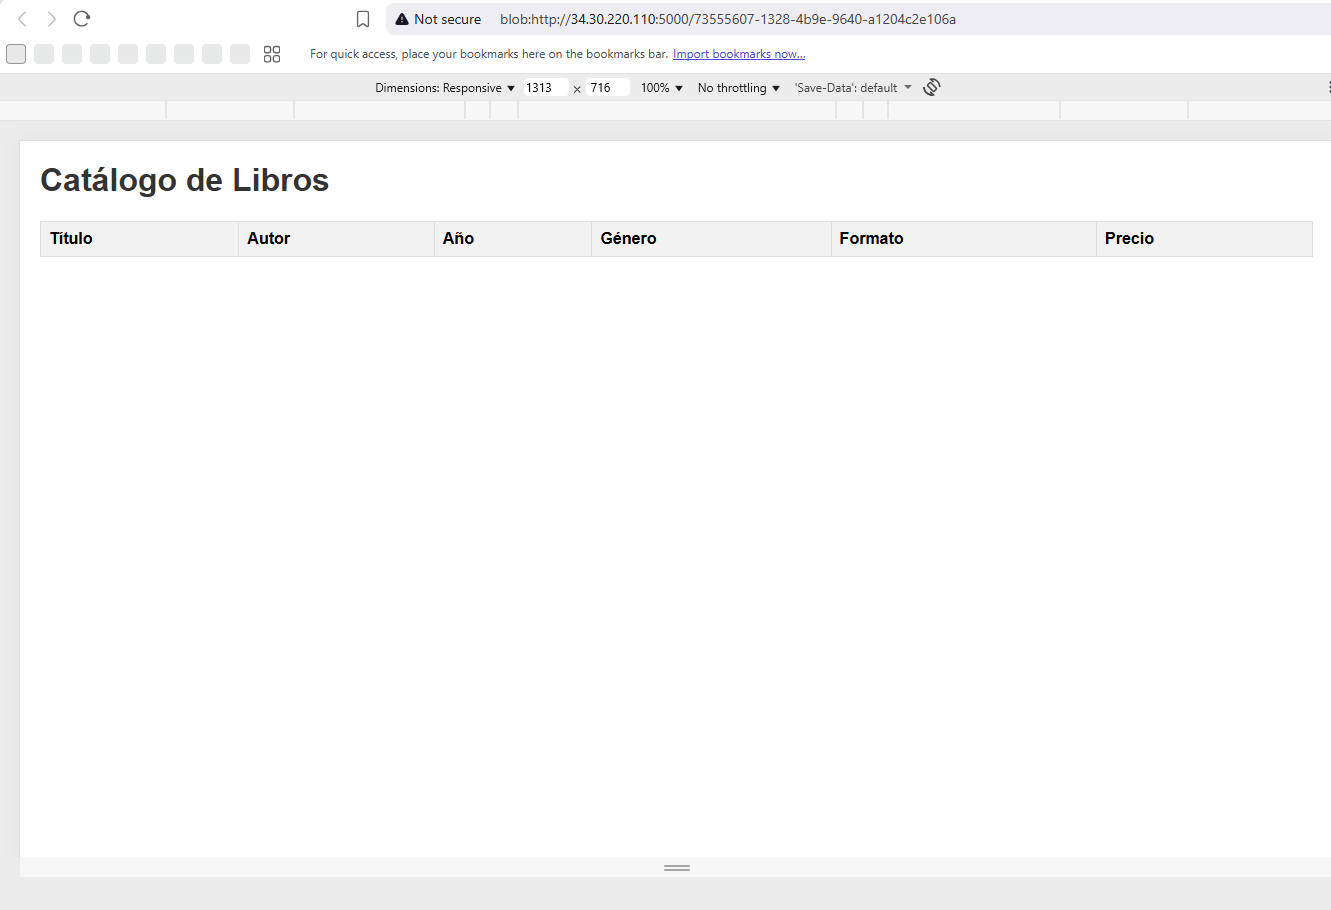 Not secure blob:http://34.30.220.110:5000/73555607-1328-4b9e-9640-a1204c2e106a
For quick access, place your bookmarks here on the bookmarks bar. Import bookmarks now...
Dimensions: Responsive 1313 x 716 100% No throttling 'Save-Data': default
Catálogo de Libros
Título Autor Año Género Formato Precio